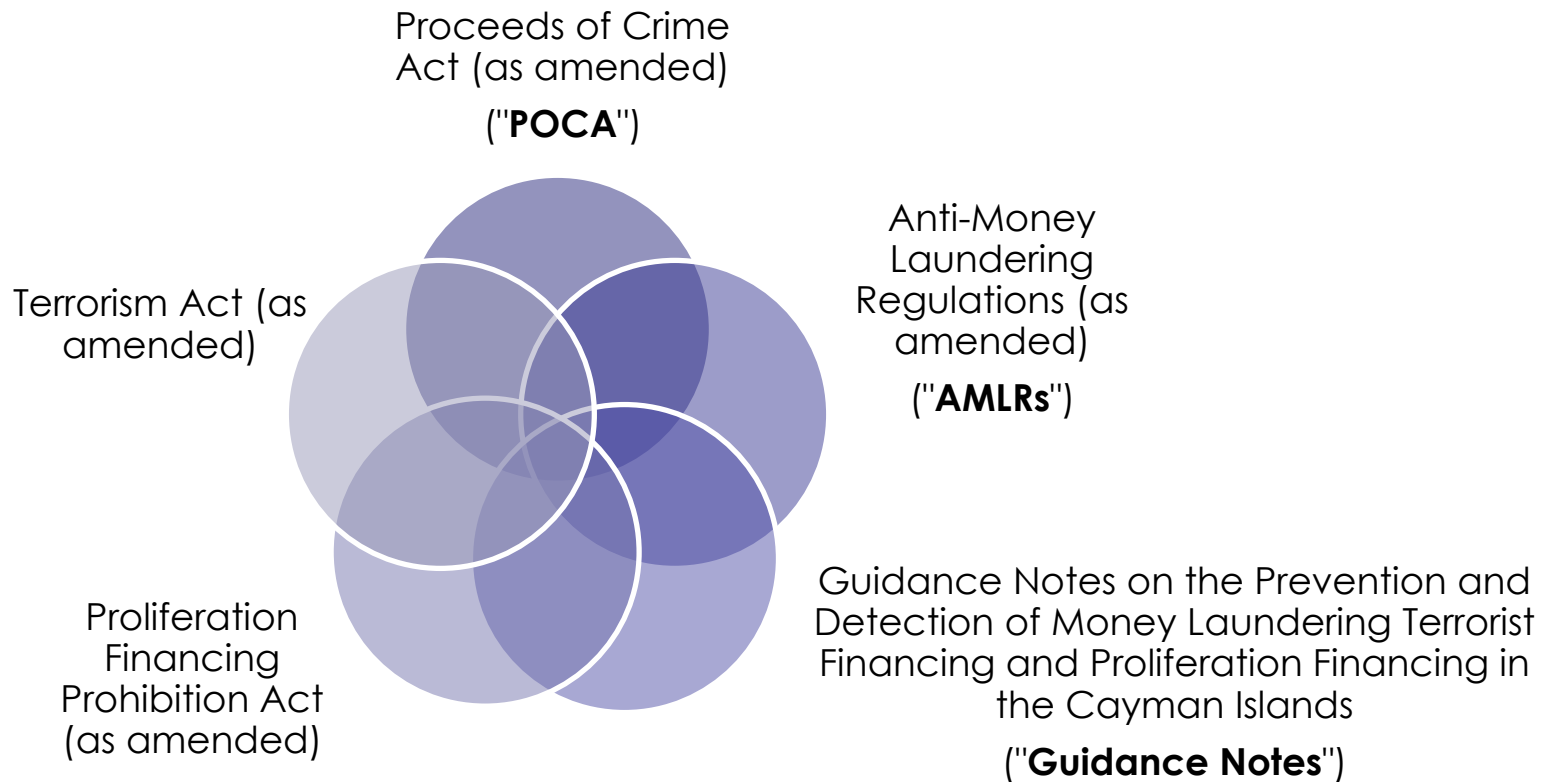 Proceeds of Crime
Act (as amended)
("POCA")
Anti-Money
Laundering
Regulations (as
amended)
("AMLRs")
Guidance Notes on the Prevention and
Detection of Money Laundering Terrorist
Financing and Proliferation Financing in
the Cayman Islands
("Guidance Notes")
Proliferation
Financing
Prohibition Act
(as amended)
Terrorism Act (as
amended)